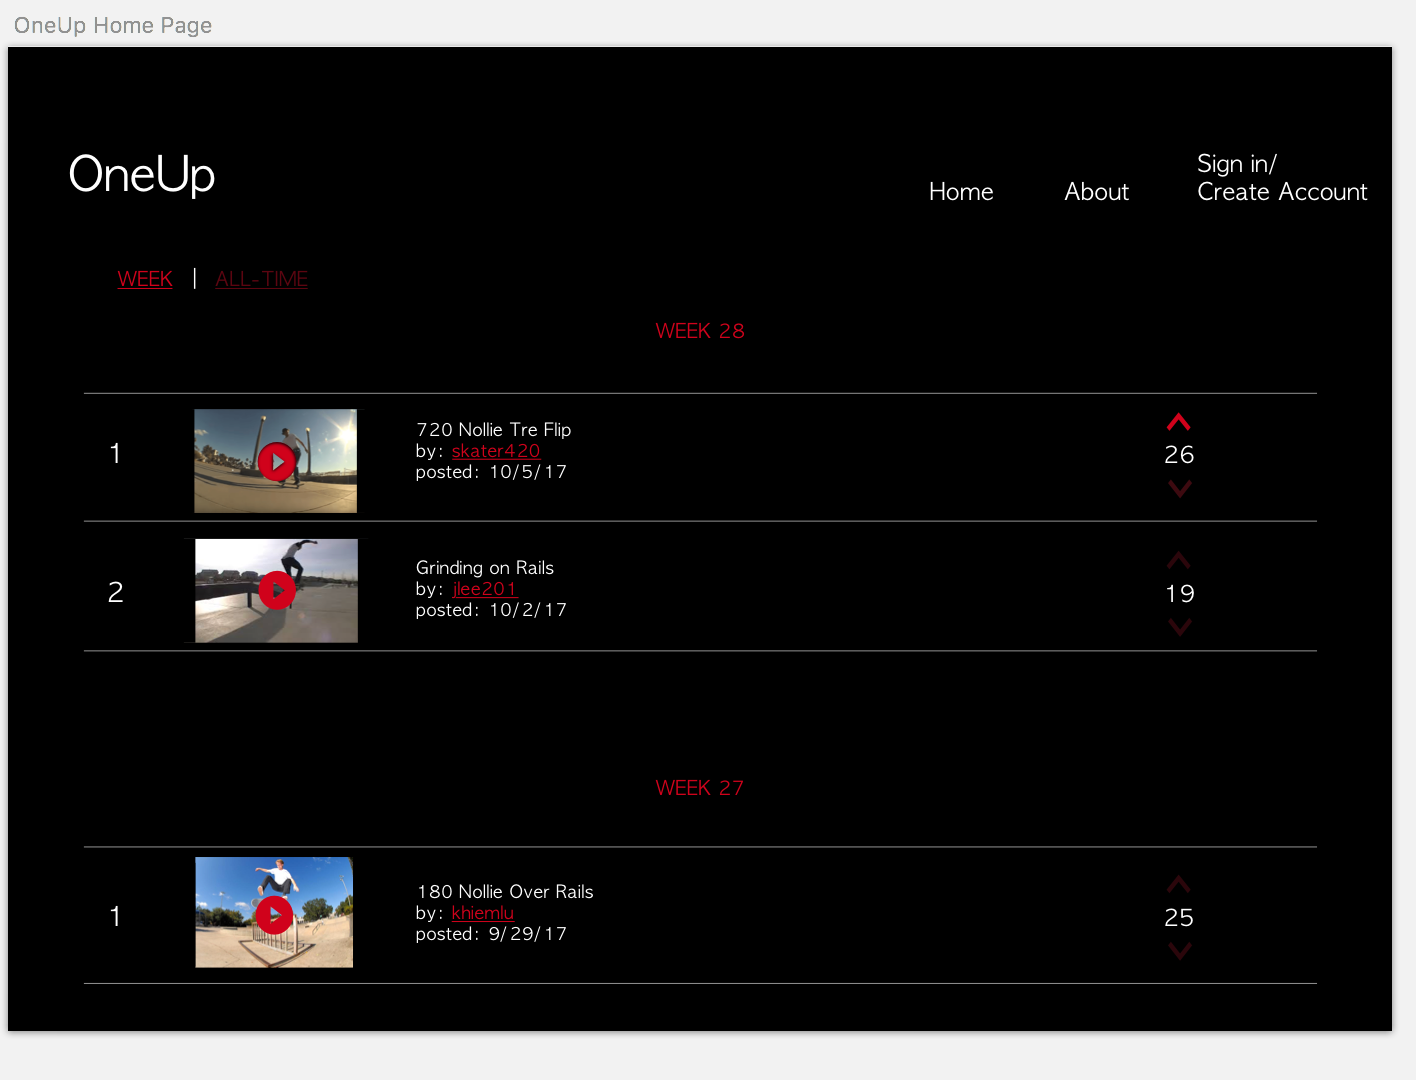 OneUp Home Page
OneUp
Home
About
Sign in/
Create Account
WEEK | ALL-TIME
WEEK 28
1
720 Nollie Tre Flip
by: skater420
posted: 10/5/17
26
2
Grinding on Rails
by: jlee201
posted: 10/2/17
19
WEEK 27
1
180 Nollie Over Rails
by: khiemlu
posted: 9/29/17
25